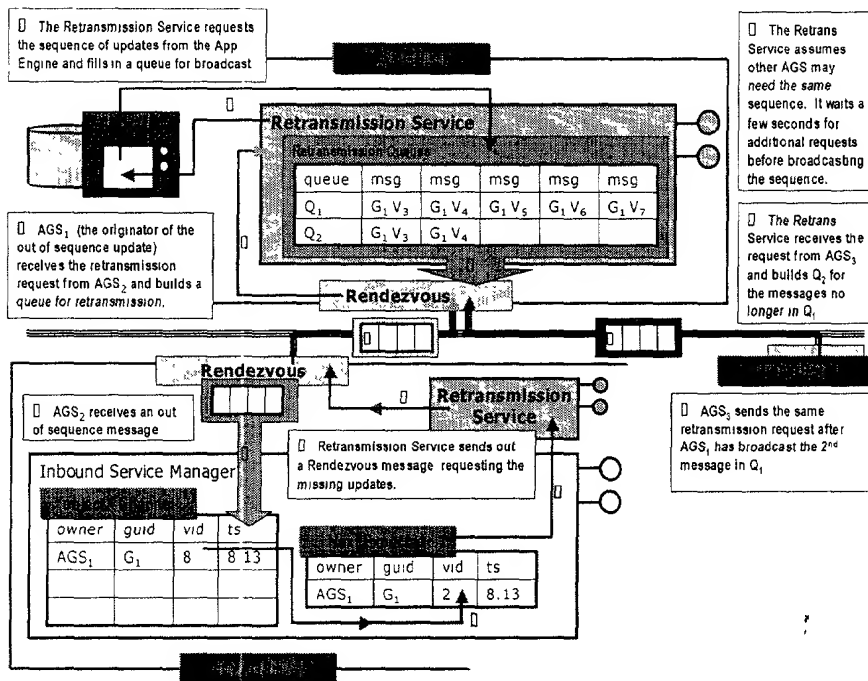 The Retransmission Service requests
the sequence of updates from the App
Engine and fills in a queue for broadcast
The Retrans
Service assumes
other AGS may
need the same
sequence. It waits a
few seconds for
additional requests
before broadcasting
the sequence.
Retransmission Service
Retransmission Queues
queue msg msg msg msg msg
Q1 G1 V3 G1 V4 G1 V5 G1 V6 G1 V7
Q2 G1 V3 G1 V4
AGS1 (the originator of the
out of sequence update)
receives the retransmission
request from AGS2 and builds a
queue for retransmission.
The Retrans
Service receives the
request from AGS3
and builds Q2 for
the messages no
longer in Q1
Rendezvous
Rendezvous
Retransmission
Service
AGS2 receives an out
of sequence message
Retransmission Service sends out
a Rendezvous message requesting the
missing updates.
AGS3 sends the same
retransmission request after
AGS1 has broadcast the 2nd
message in Q1
Inbound Service Manager
owner guid vid ts
AGS1 G1 8 8 13
owner guid vid ts
AGS1 G1 2 8.13